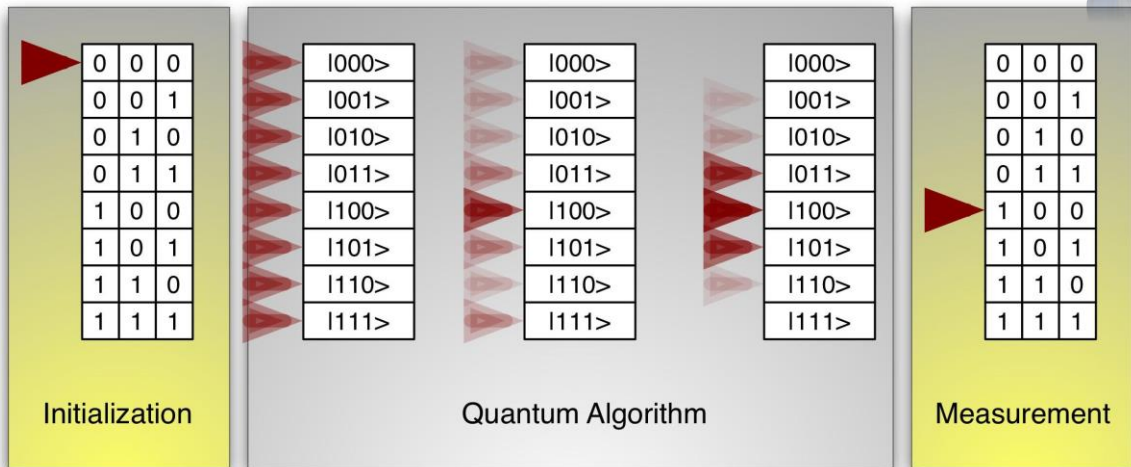 0 0 0 |000> |000> |000> 0 0 0
0 0 1 |001> |001> |001> 0 0 1
0 1 0 |010> |010> |010> 0 1 0
0 1 1 |011> |011> |011> 0 1 1
1 0 0 |100> |100> |100> 1 0 0
1 0 1 |101> |101> |101> 1 0 1
1 1 0 |110> |110> |110> 1 1 0
1 1 1 |111> |111> |111> 1 1 1
Initialization Quantum Algorithm Measurement